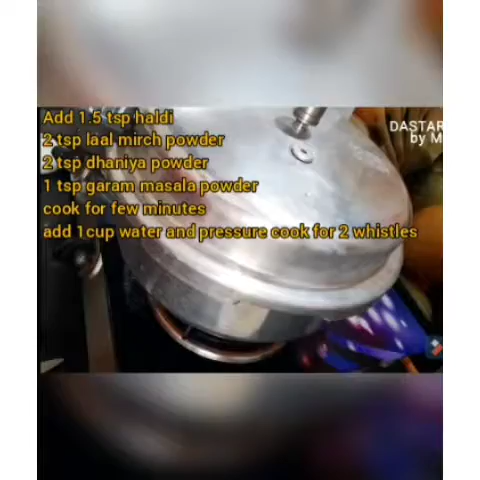 Add 1.5 tsp haldi
2 tsp laal mirch powder
2 tsp dhaniya powder
1 tsp garam masala powder
cook for few minutes
add 1cup water and pressure cook for 2 whistles
DASTAR
by M